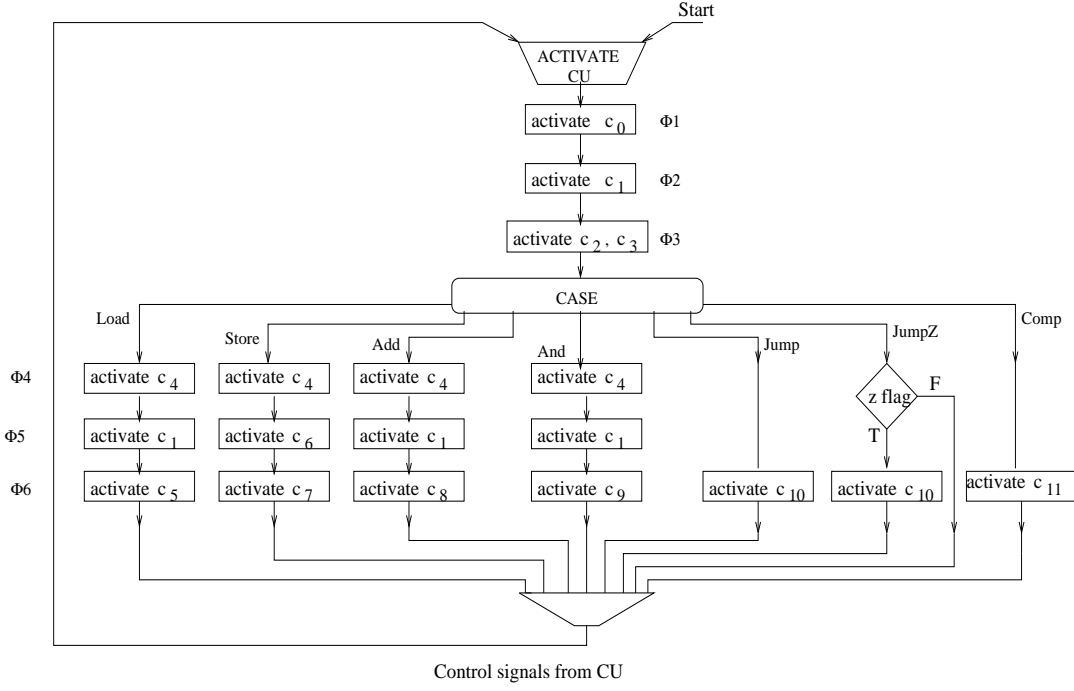 Start
ACTIVATE
CU
activate c0 Φ1
activate c1 Φ2
activate c2, c3 Φ3
CASE
Load
Store
Add
And
Jump
JumpZ
Comp
Φ4 activate c4 activate c4 activate c4 activate c4 z flag F
Φ5 activate c1 activate c6 activate c1 activate c1 T
Φ6 activate c5 activate c7 activate c8 activate c9 activate c10 activate c10 activate c11
Control signals from CU